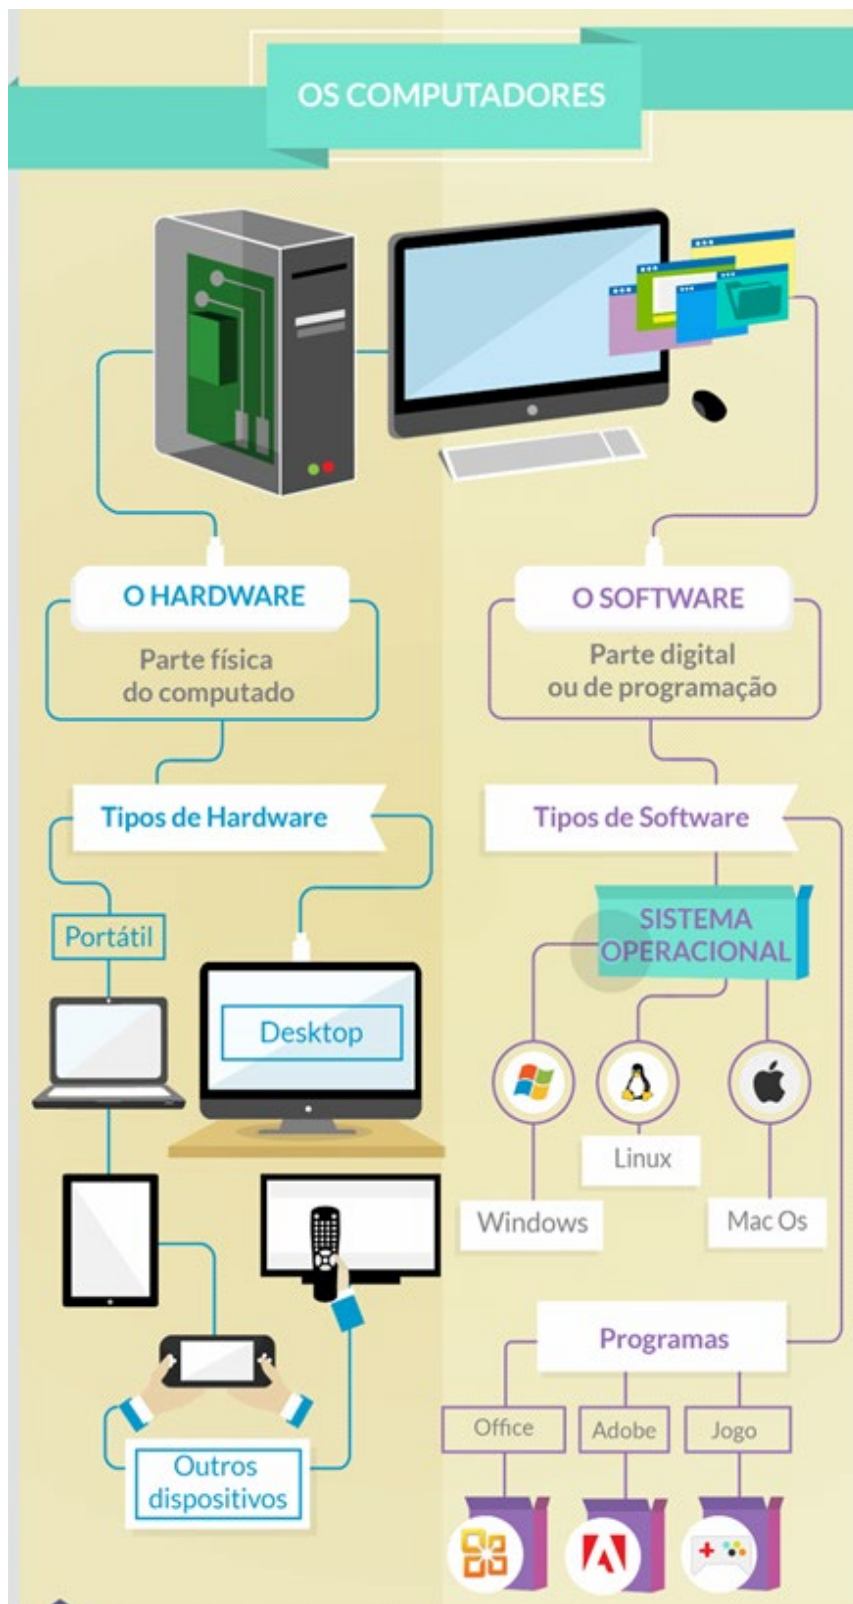 OS COMPUTADORES
O HARDWARE
Parte física
do computado
Tipos de Hardware
Portátil
Desktop
Outros
dispositivos
O SOFTWARE
Parte digital
ou de programação
Tipos de Software
SISTEMA
OPERACIONAL
Linux
Windows
Mac Os
Programas
Office
Adobe
Jogo